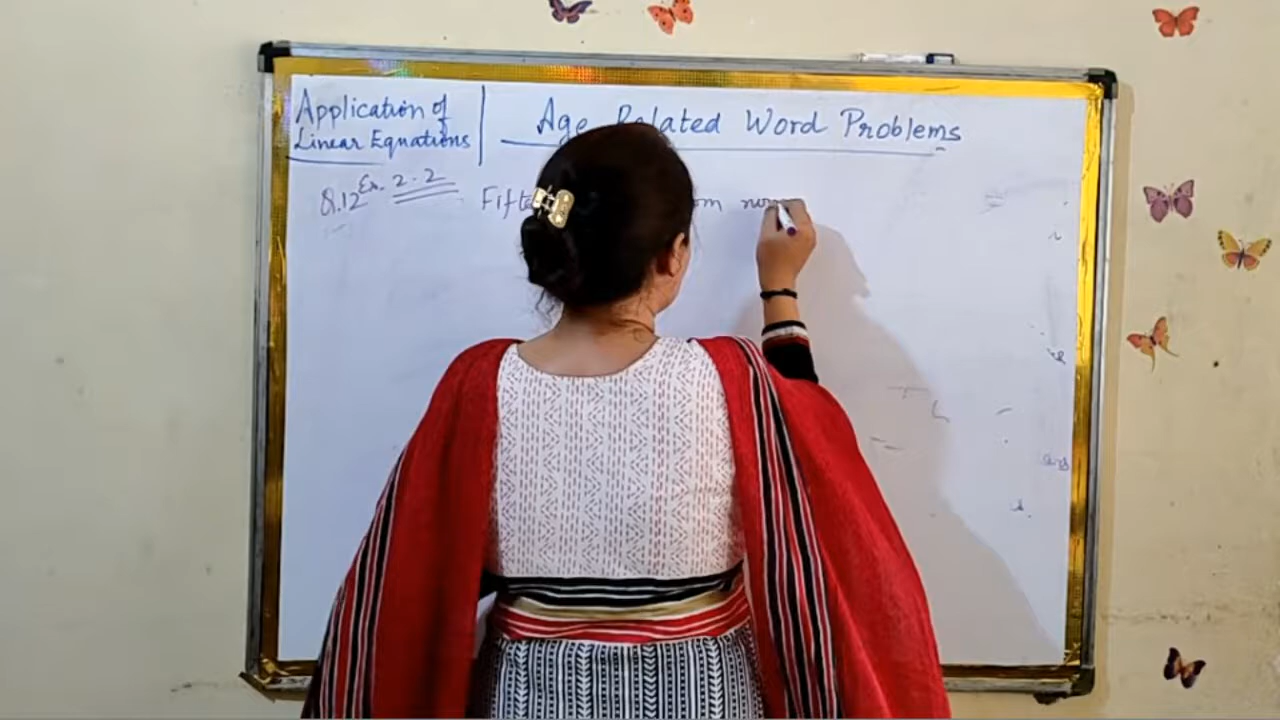 Application of
Linear Equations
Age Related Word Problems
Q.12 Ex. 2.2